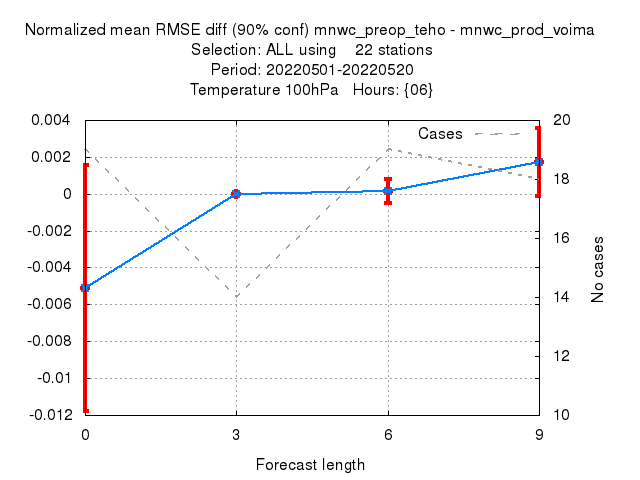 Normalized mean RMSE diff (90% conf) mnwc_preop_teho - mnwc_prod_voima
Selection: ALL using    22 stations
Period: 20220501-20220520
Temperature 100hPa   Hours: {06}
Cases
0.004
0.002
0
-0.002
-0.004
-0.006
-0.008
-0.01
-0.012
20
18
16
14
12
10
No cases
0 3 6 9
Forecast length